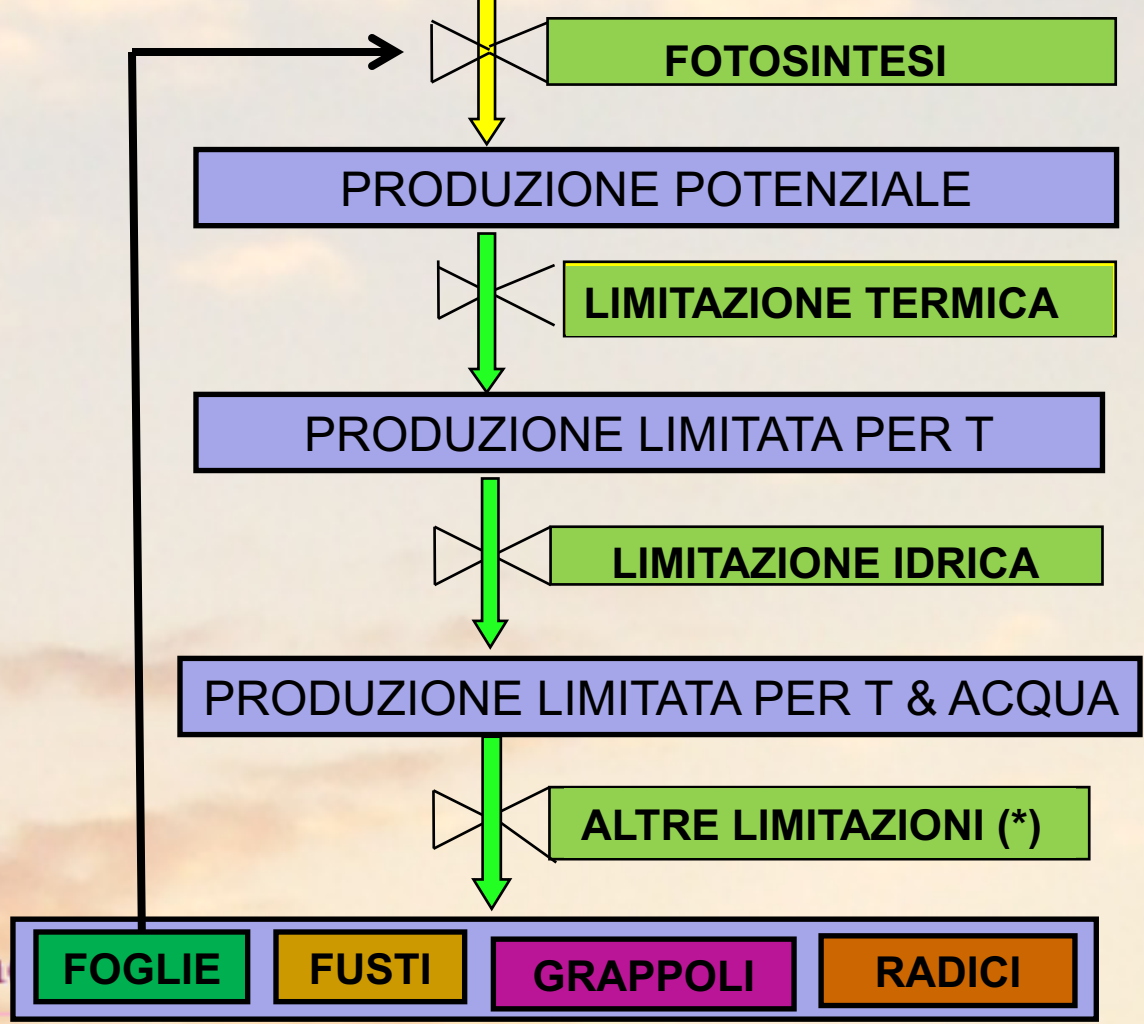 FOTOSINTESI
PRODUZIONE POTENZIALE
LIMITAZIONE TERMICA
PRODUZIONE LIMITATA PER T
LIMITAZIONE IDRICA
PRODUZIONE LIMITATA PER T & ACQUA
ALTRE LIMITAZIONI (*)
FOGLIE FUSTI GRAPPOLI RADICI